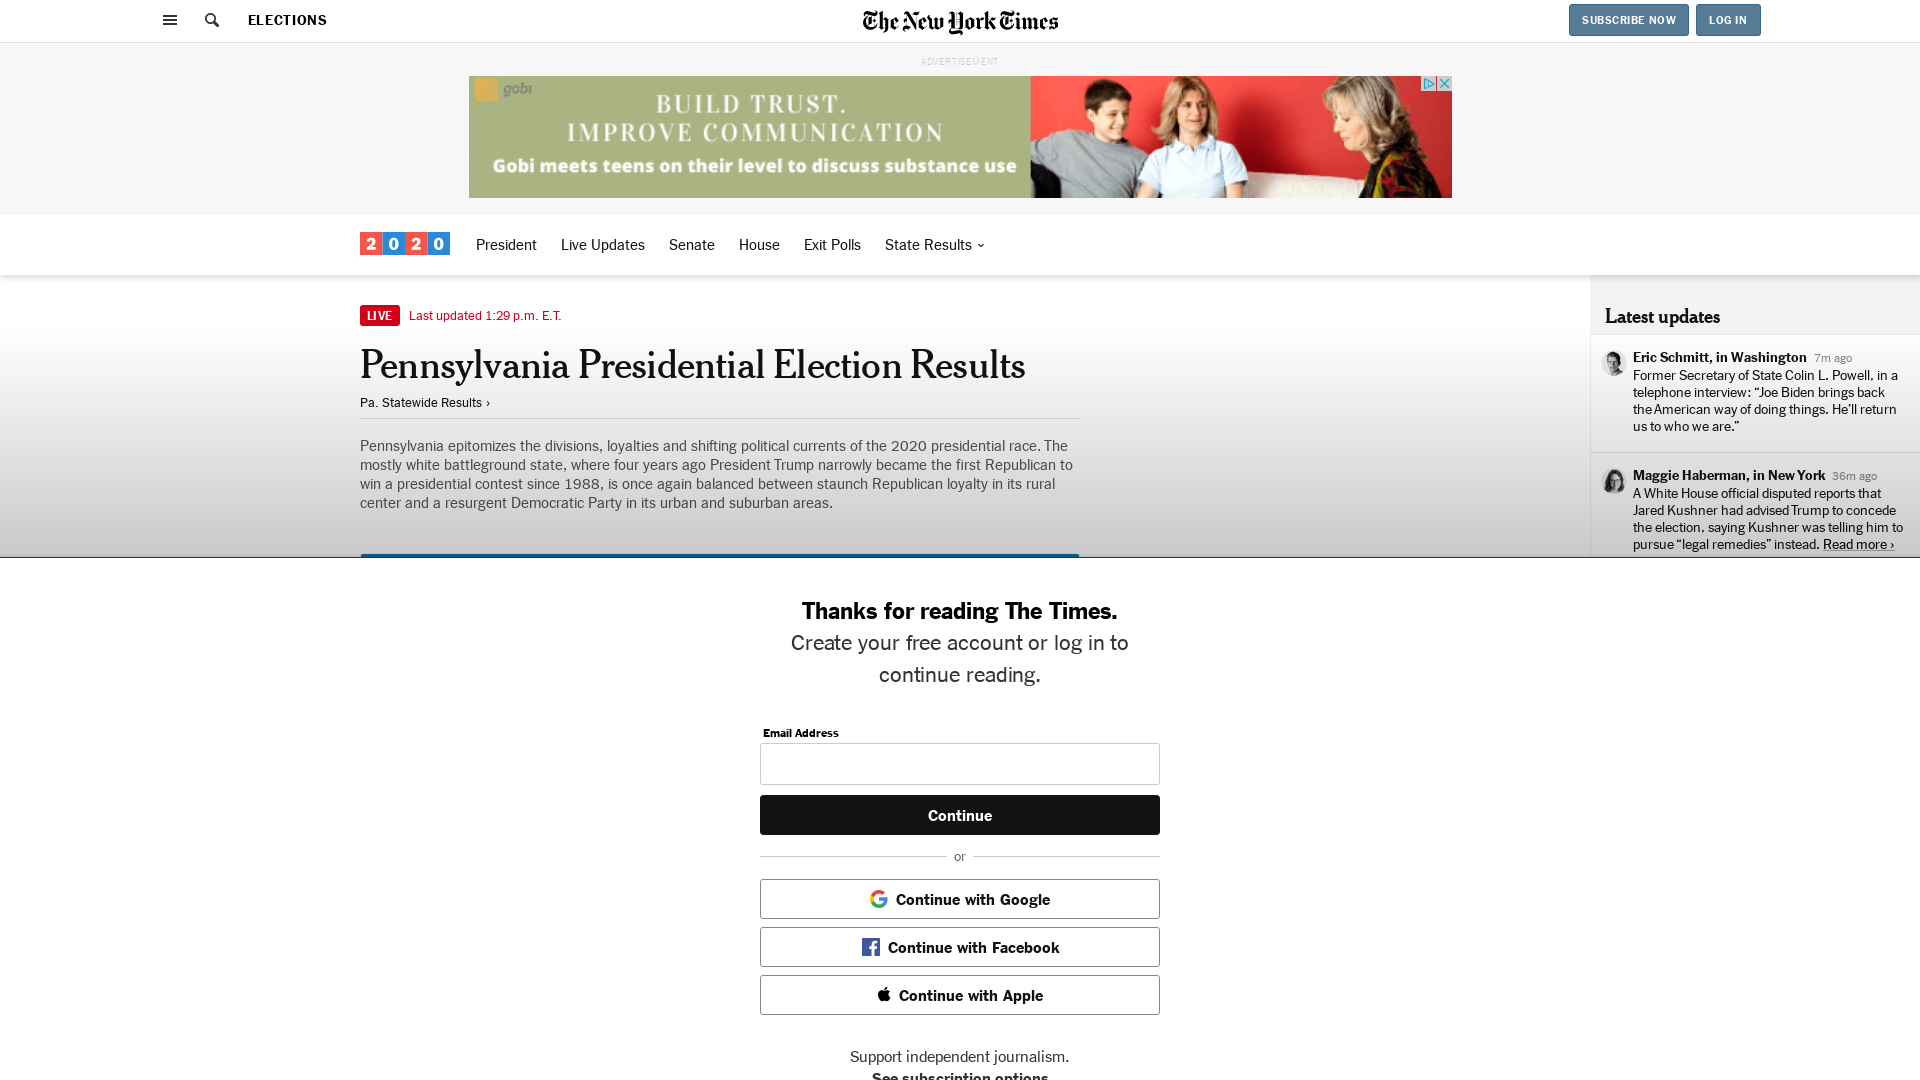 ELECTIONS
The New York Times
SUBSCRIBE NOW
LOG IN
ADVERTISEMENT
gobi
BUILD TRUST.
IMPROVE COMMUNICATION
Gobi meets teens on their level to discuss substance use
2020
President
Live Updates
Senate
House
Exit Polls
State Results
LIVE
Last updated 1:29 p.m. E.T.
Pennsylvania Presidential Election Results
Pa. Statewide Results ›
Pennsylvania epitomizes the divisions, loyalties and shifting political currents of the 2020 presidential race. The
mostly white battleground state, where four years ago President Trump narrowly became the first Republican to
win a presidential contest since 1988, is once again balanced between staunch Republican loyalty in its rural
center and a resurgent Democratic Party in its urban and suburban areas.
Latest updates
Eric Schmitt, in Washington 7m ago
Former Secretary of State Colin L. Powell, in a
telephone interview: “Joe Biden brings back
the American way of doing things. He’ll return
us to who we are.”
Maggie Haberman, in New York 36m ago
A White House official disputed reports that
Jared Kushner had advised Trump to concede
the election, saying Kushner was telling him to
pursue “legal remedies” instead. Read more ›
Thanks for reading The Times.
Create your free account or log in to
continue reading.
Email Address
Continue
or
Continue with Google
Continue with Facebook
Continue with Apple
Support independent journalism.
See subscription options